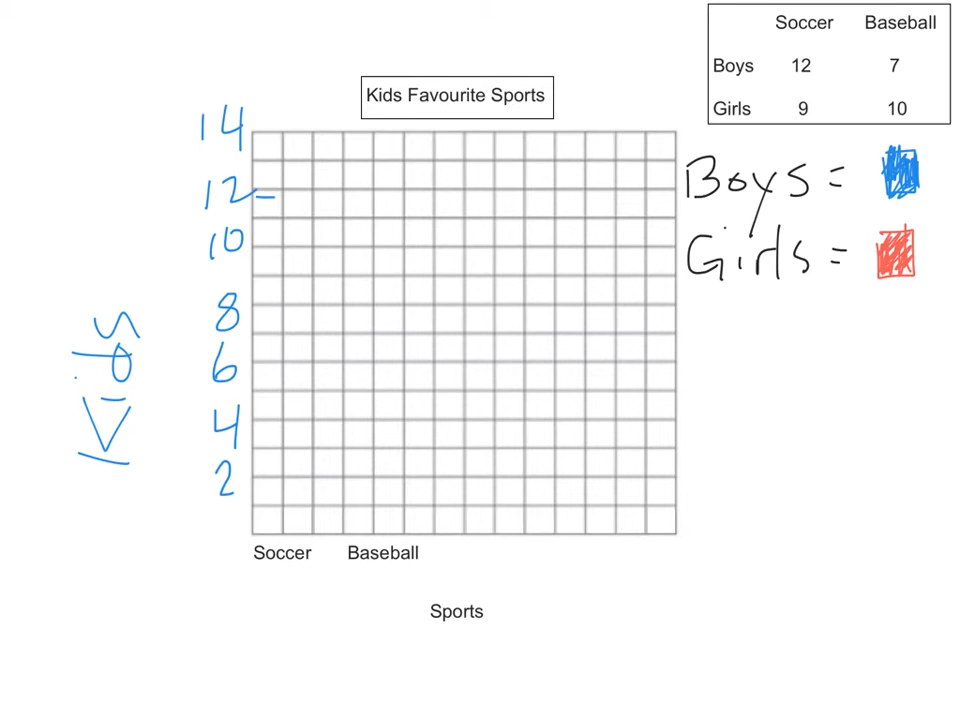 Soccer Baseball
Boys 12 7
Girls 9 10
Kids Favourite Sports
Boys =
Girls =
14
12
10
8
6
4
2
Kids
Soccer Baseball
Sports